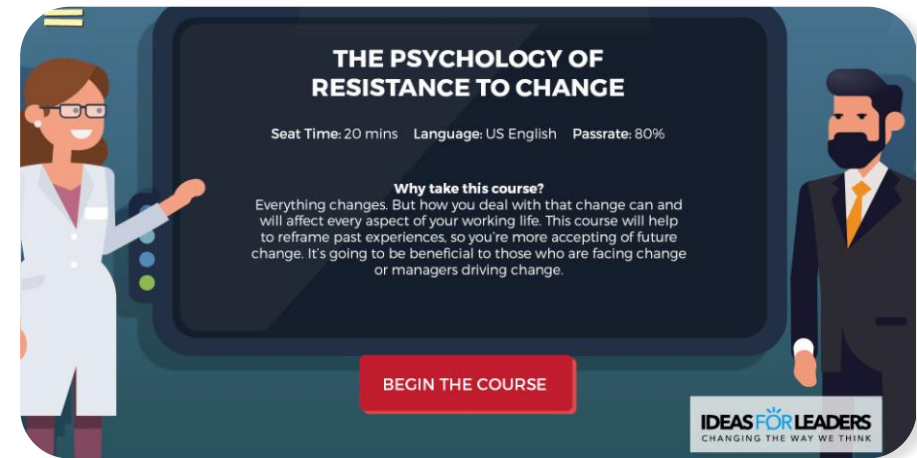 THE PSYCHOLOGY OF
RESISTANCE TO CHANGE
Seat Time: 20 mins Language: US English Passrate: 80%
Why take this course?
Everything changes. But how you deal with that change can and
will affect every aspect of your working life. This course will help
to reframe past experiences, so you're more accepting of future
change. It's going to be beneficial to those who are facing change
or managers driving change.
BEGIN THE COURSE
IDEAS FOR LEADERS
CHANGING THE WAY WE THINK